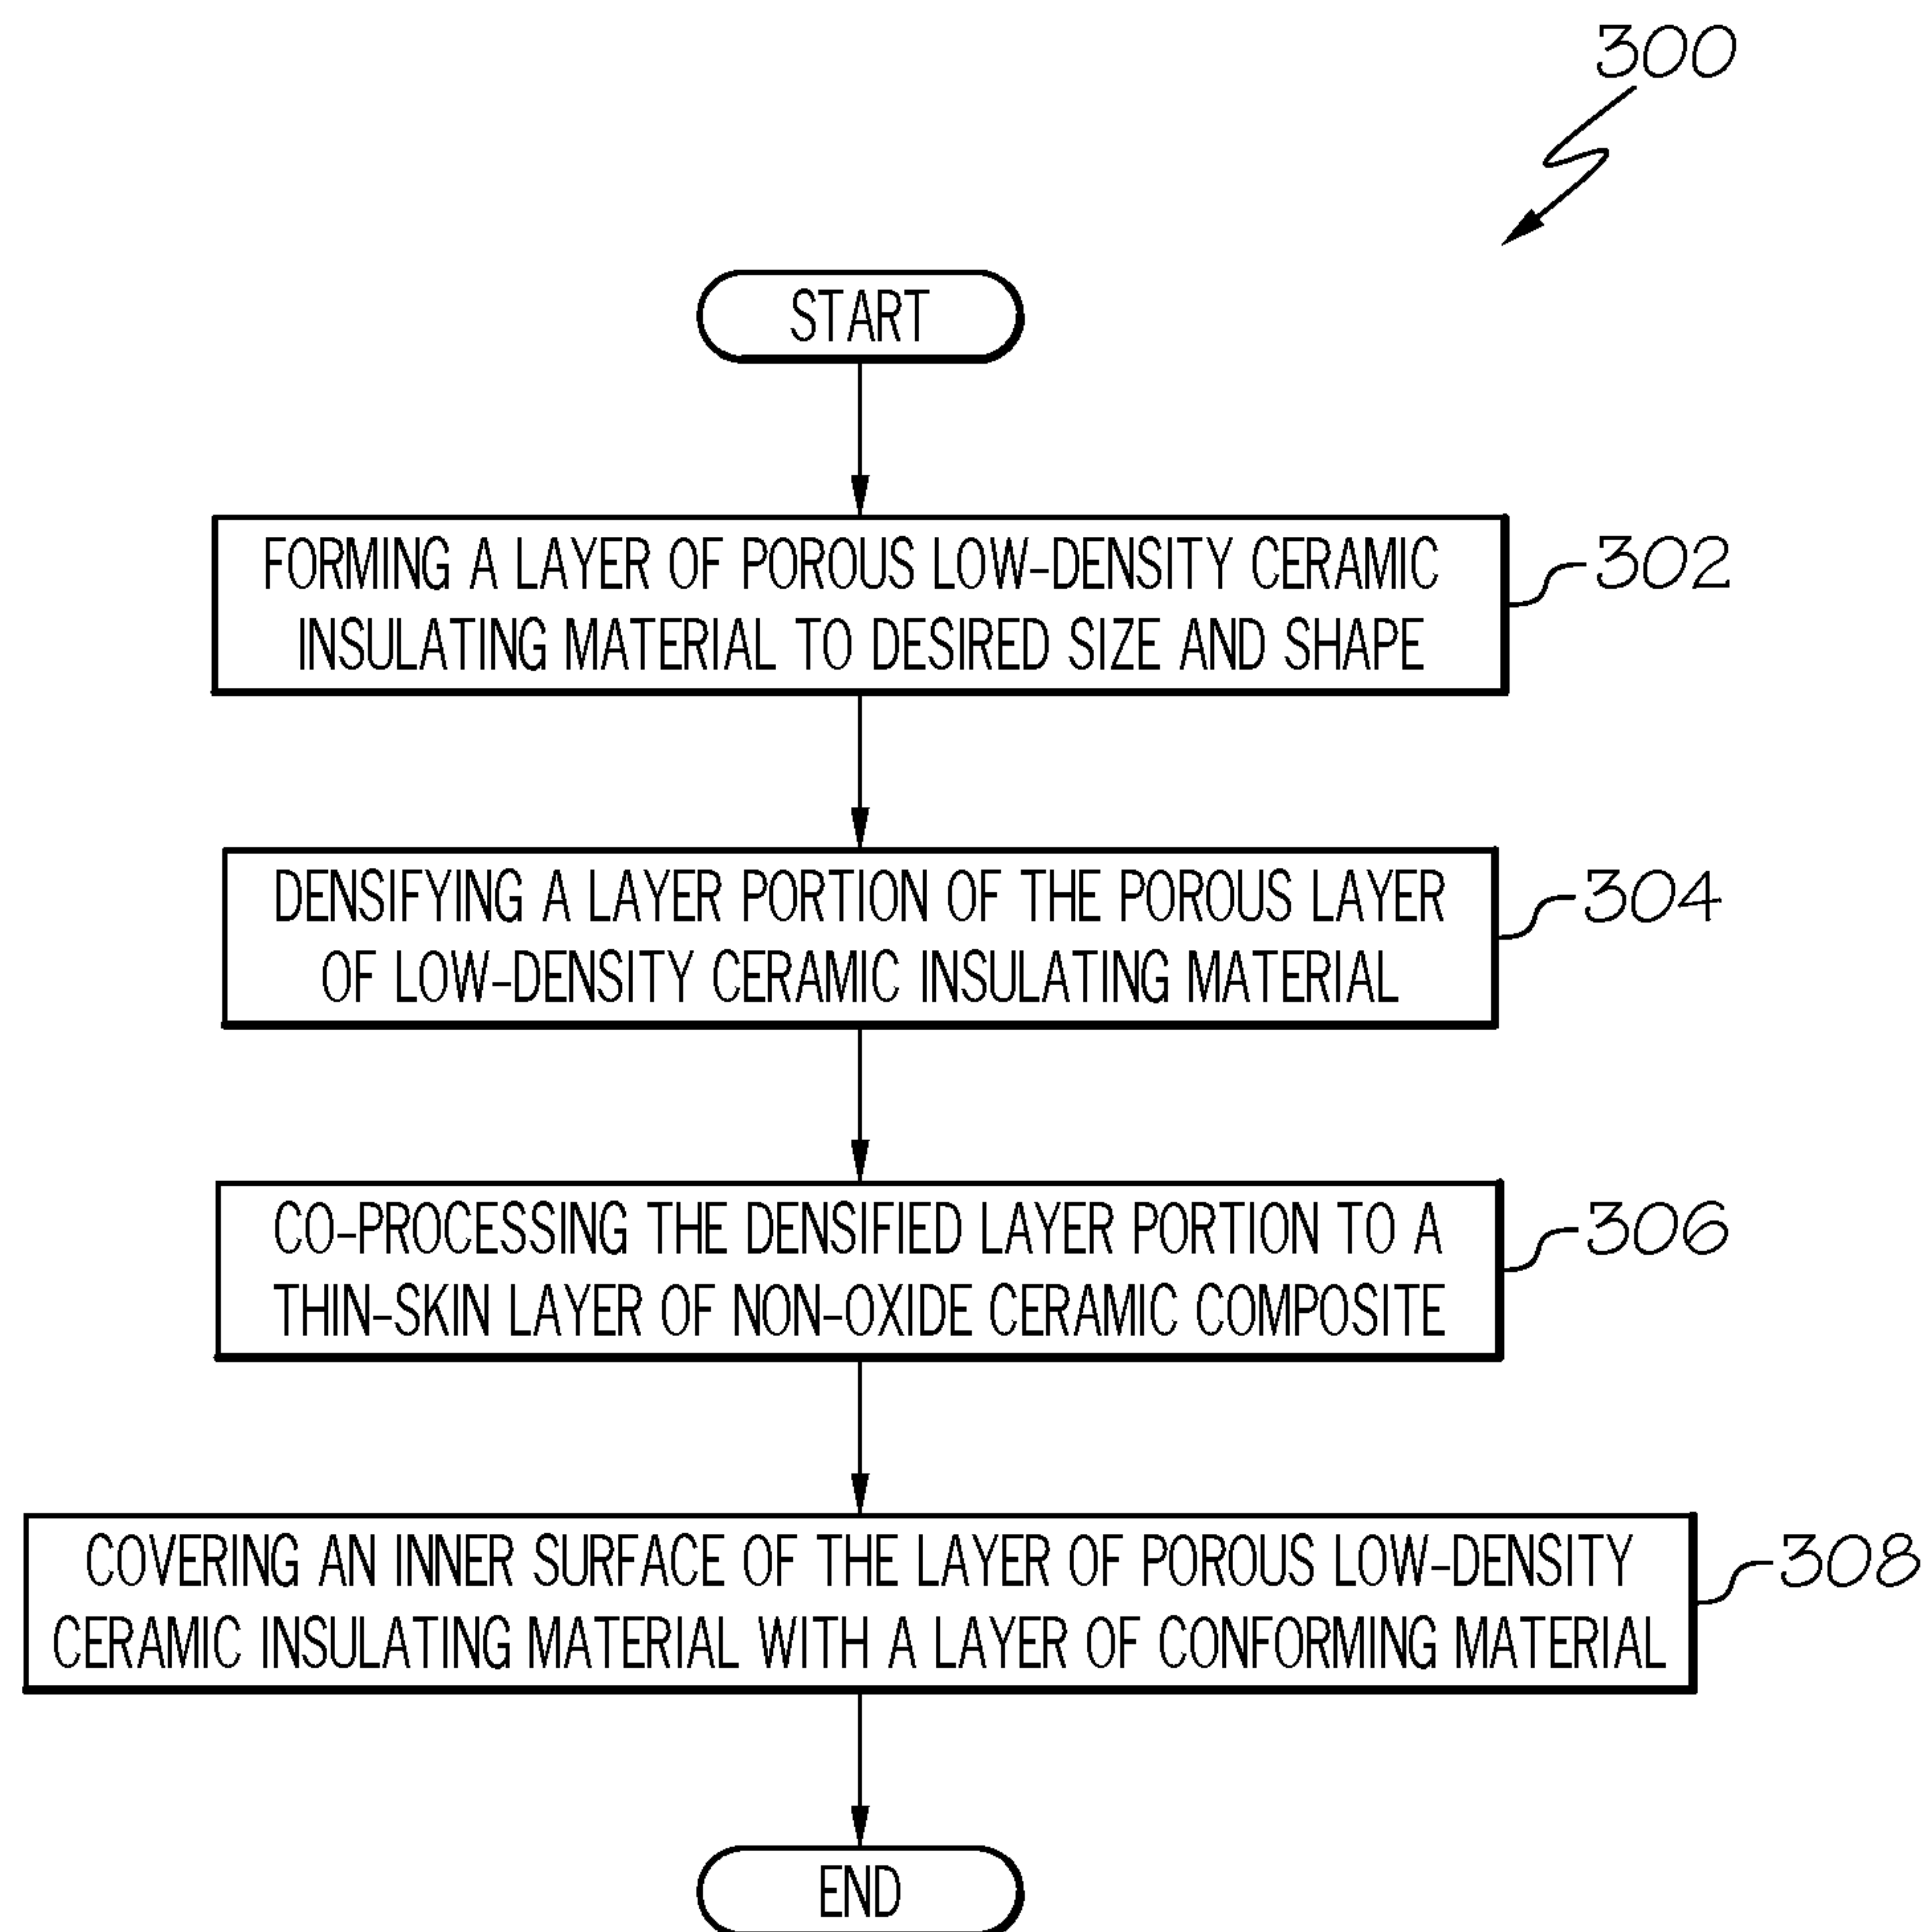 300
START
FORMING A LAYER OF POROUS LOW-DENSITY CERAMIC
INSULATING MATERIAL TO DESIRED SIZE AND SHAPE
302
DENSIFYING A LAYER PORTION OF THE POROUS LAYER
OF LOW-DENSITY CERAMIC INSULATING MATERIAL
304
CO-PROCESSING THE DENSIFIED LAYER PORTION TO A
THIN-SKIN LAYER OF NON-OXIDE CERAMIC COMPOSITE
306
COVERING AN INNER SURFACE OF THE LAYER OF POROUS LOW-DENSITY
CERAMIC INSULATING MATERIAL WITH A LAYER OF CONFORMING MATERIAL
308
END